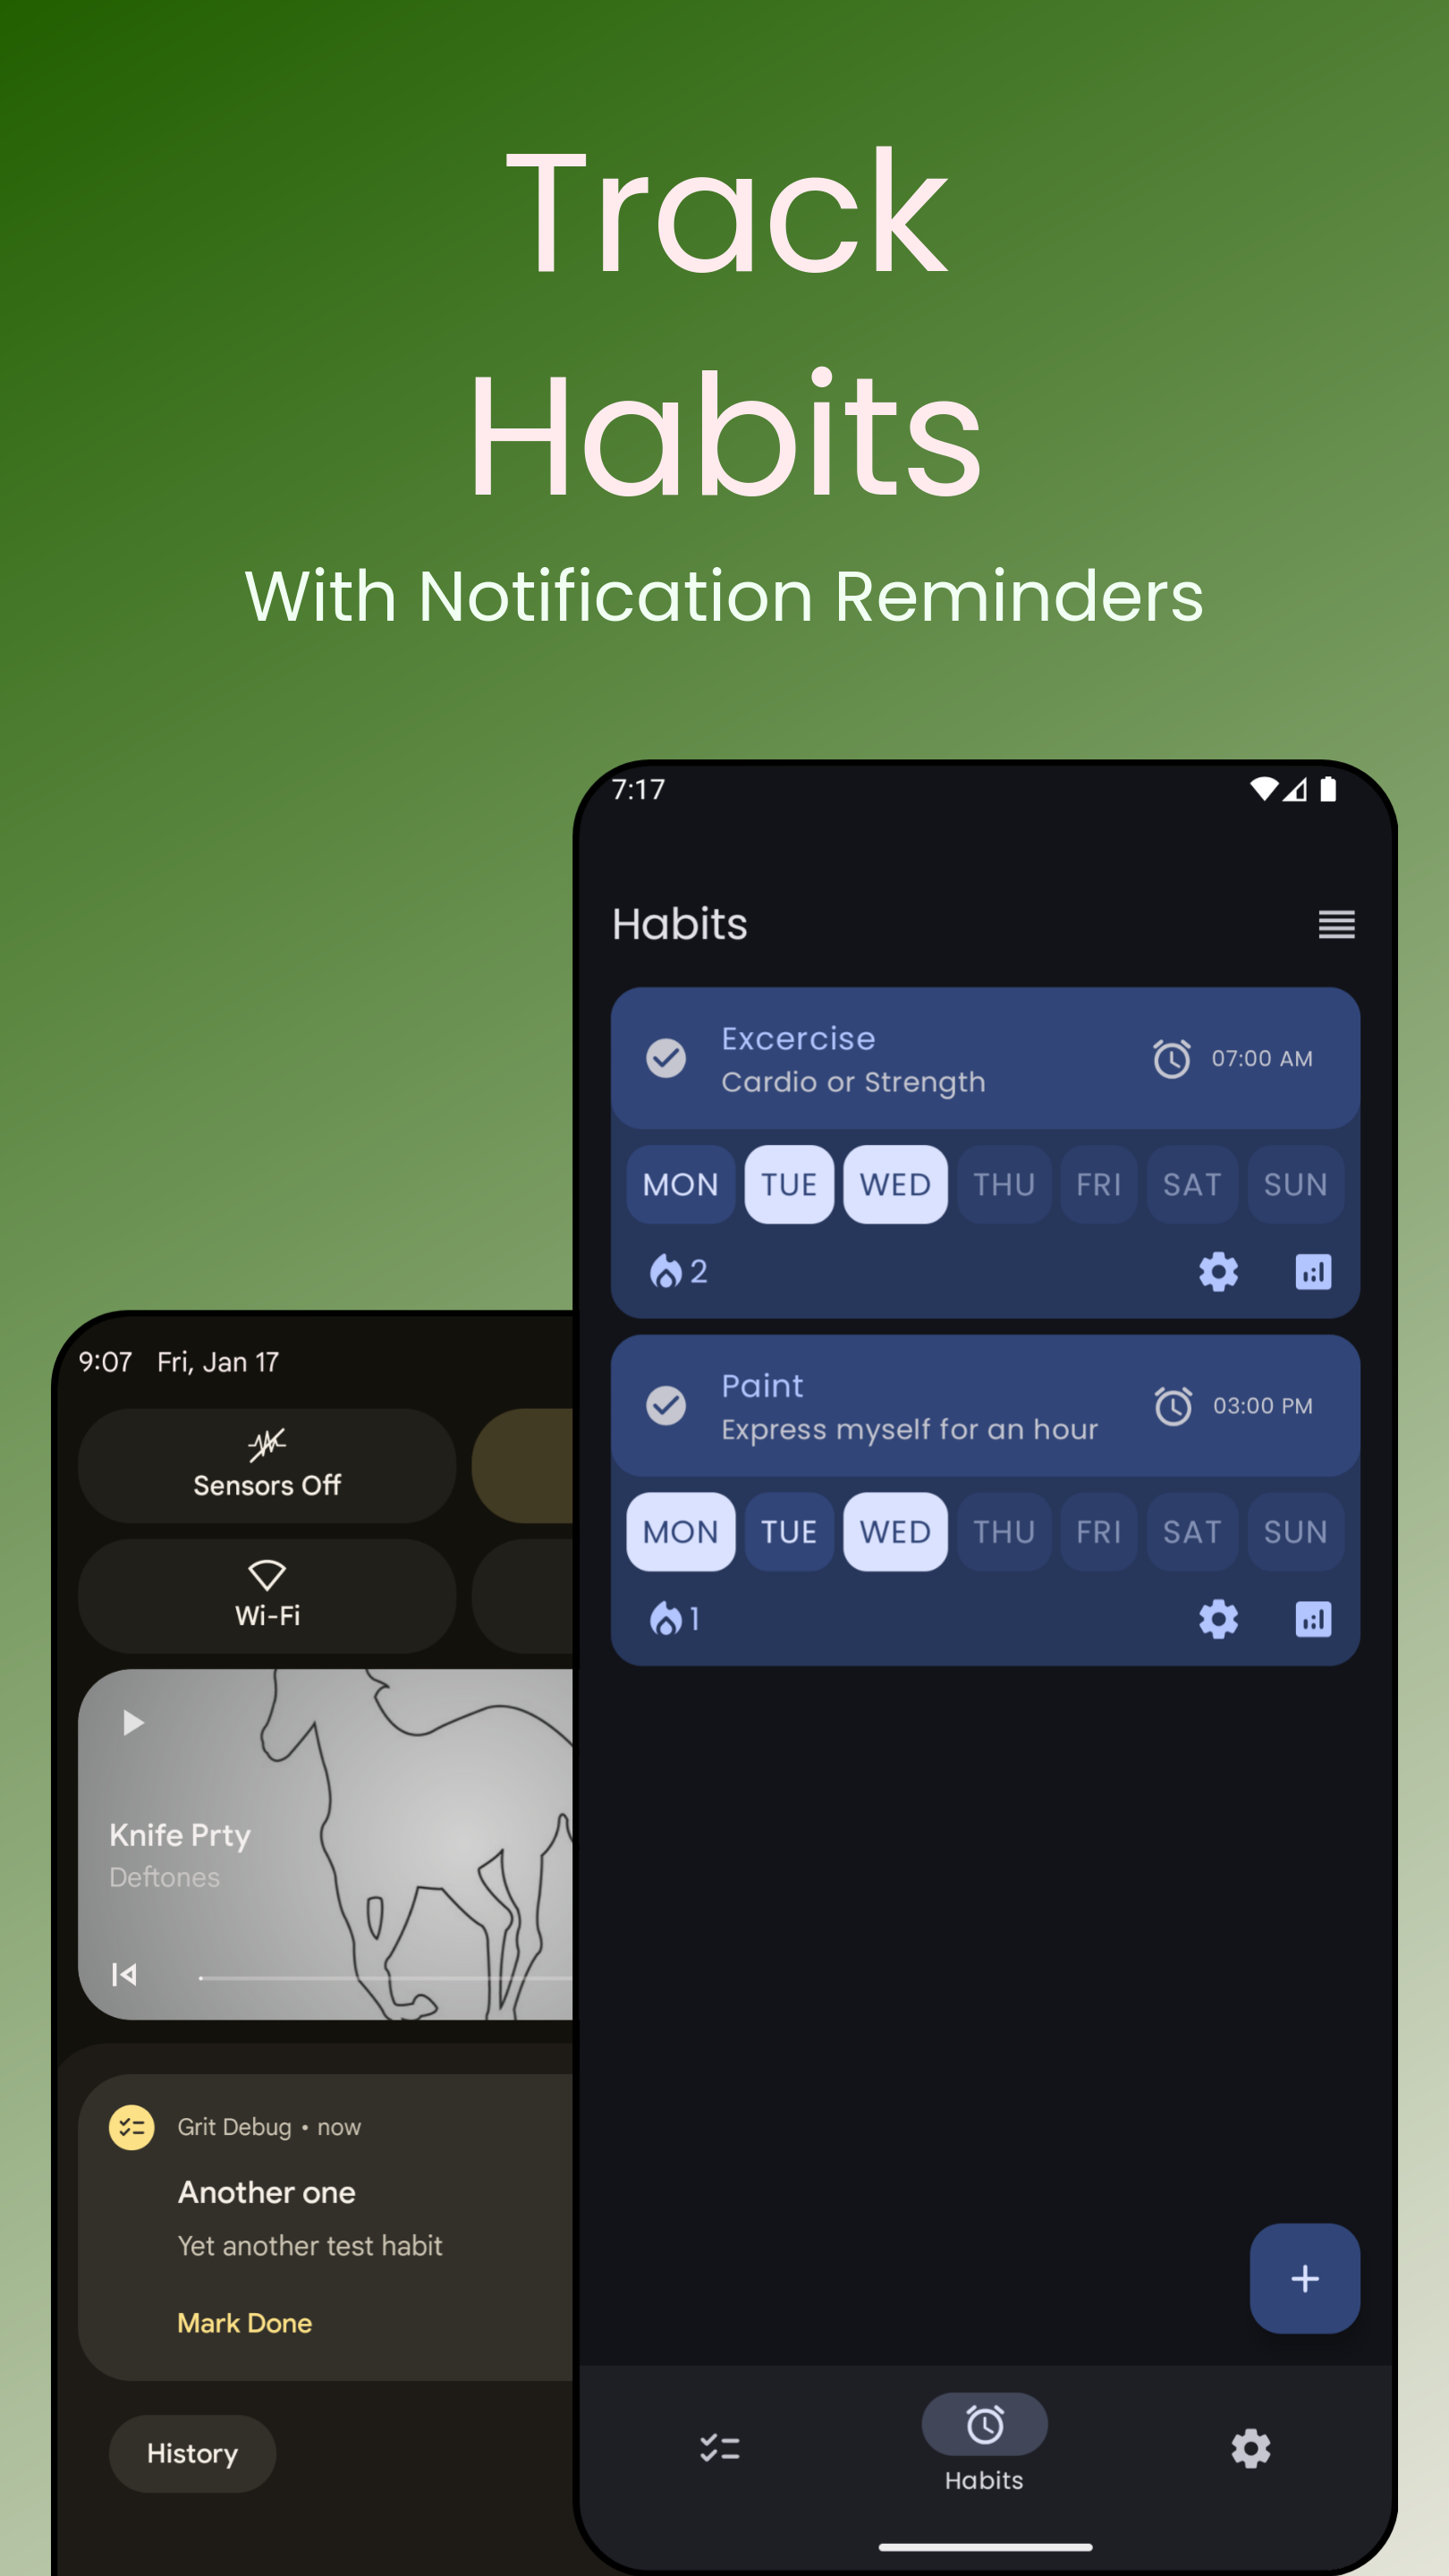 Track
Habits
With Notification Reminders
7:17
Habits
Excercise
Cardio or Strength
07:00 AM
MON TUE WED THU FRI SAT SUN
2
Paint
Express myself for an hour
03:00 PM
MON TUE WED THU FRI SAT SUN
1
Habits
9:07 Fri, Jan 17
Sensors Off
Wi-Fi
Knife Prty
Deftones
Grit Debug • now
Another one
Yet another test habit
Mark Done
History